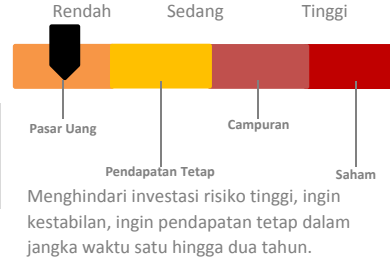 Rendah Sedang Tinggi
Pasar Uang
Campuran
Pendapatan Tetap
Saham
Menghindari investasi risiko tinggi, ingin
kestabilan, ingin pendapatan tetap dalam
jangka waktu satu hingga dua tahun.